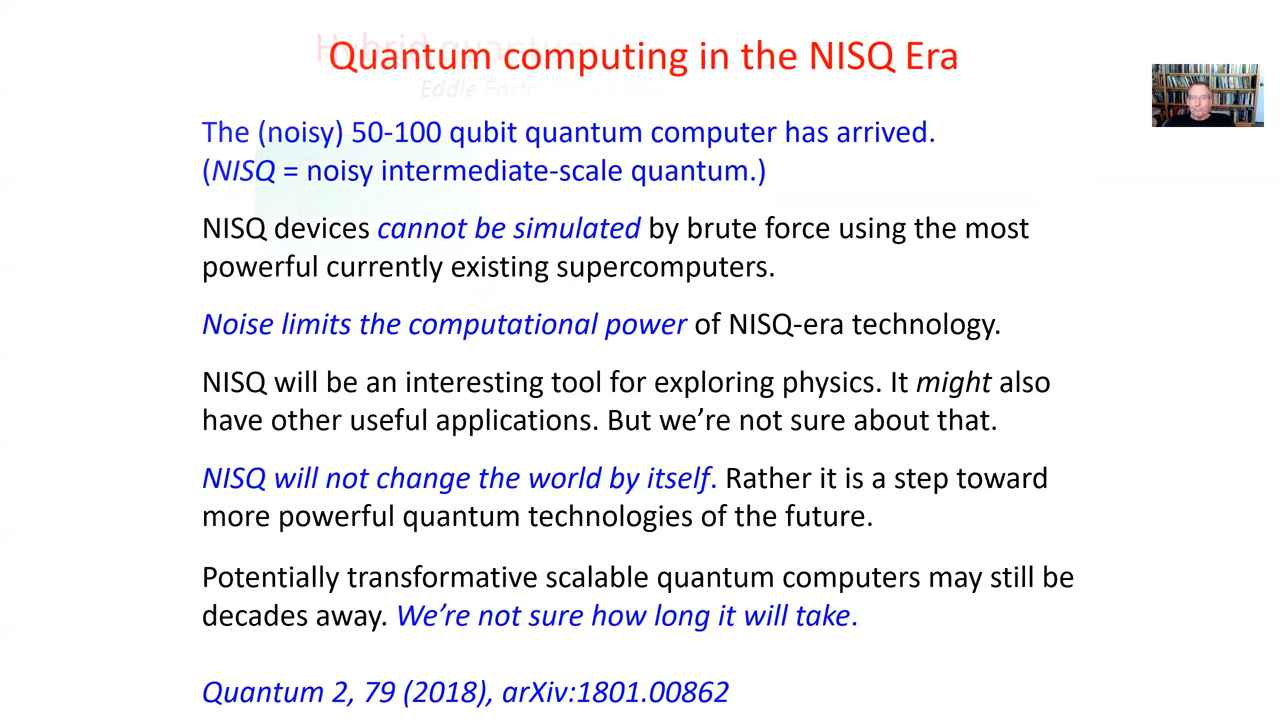 Quantum computing in the NISQ Era
The (noisy) 50-100 qubit quantum computer has arrived.
(NISQ = noisy intermediate-scale quantum.)
NISQ devices cannot be simulated by brute force using the most
powerful currently existing supercomputers.
Noise limits the computational power of NISQ-era technology.
NISQ will be an interesting tool for exploring physics. It might also
have other useful applications. But we’re not sure about that.
NISQ will not change the world by itself. Rather it is a step toward
more powerful quantum technologies of the future.
Potentially transformative scalable quantum computers may still be
decades away. We’re not sure how long it will take.
Quantum 2, 79 (2018), arXiv:1801.00862